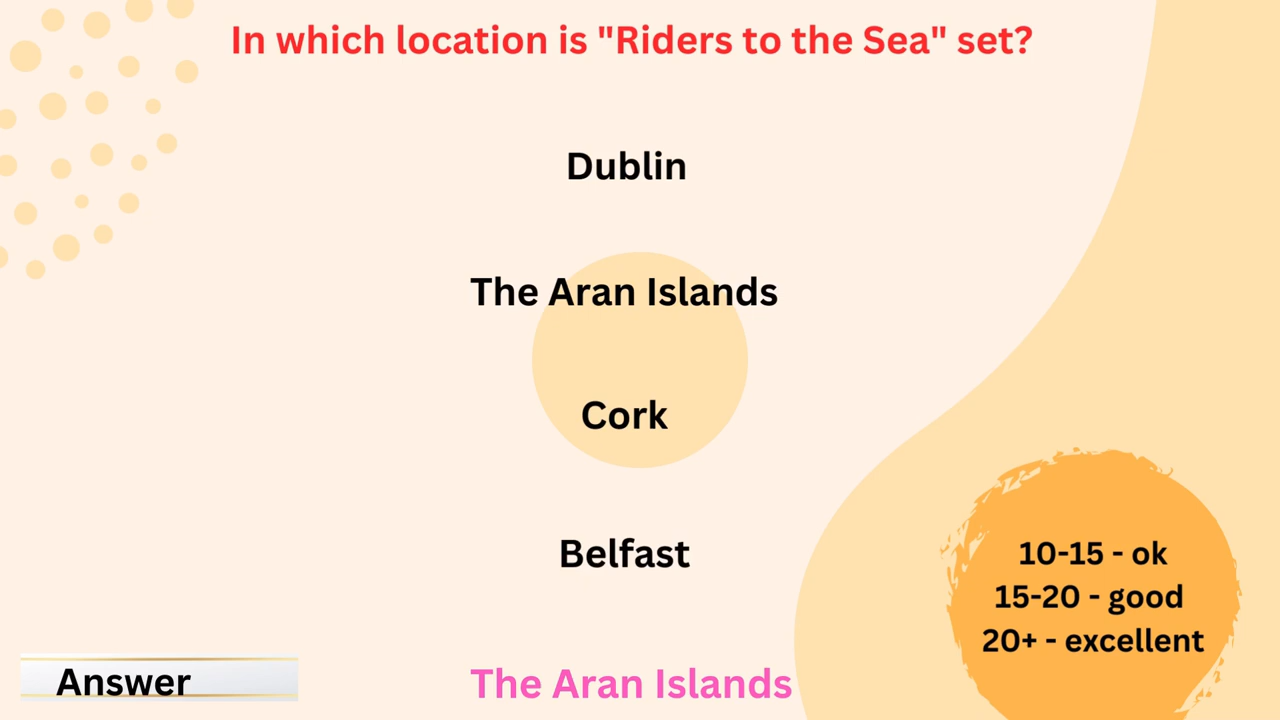 In which location is "Riders to the Sea" set?
Dublin
The Aran Islands
Cork
Belfast
10-15 - ok
15-20 - good
20+ - excellent
Answer
The Aran Islands